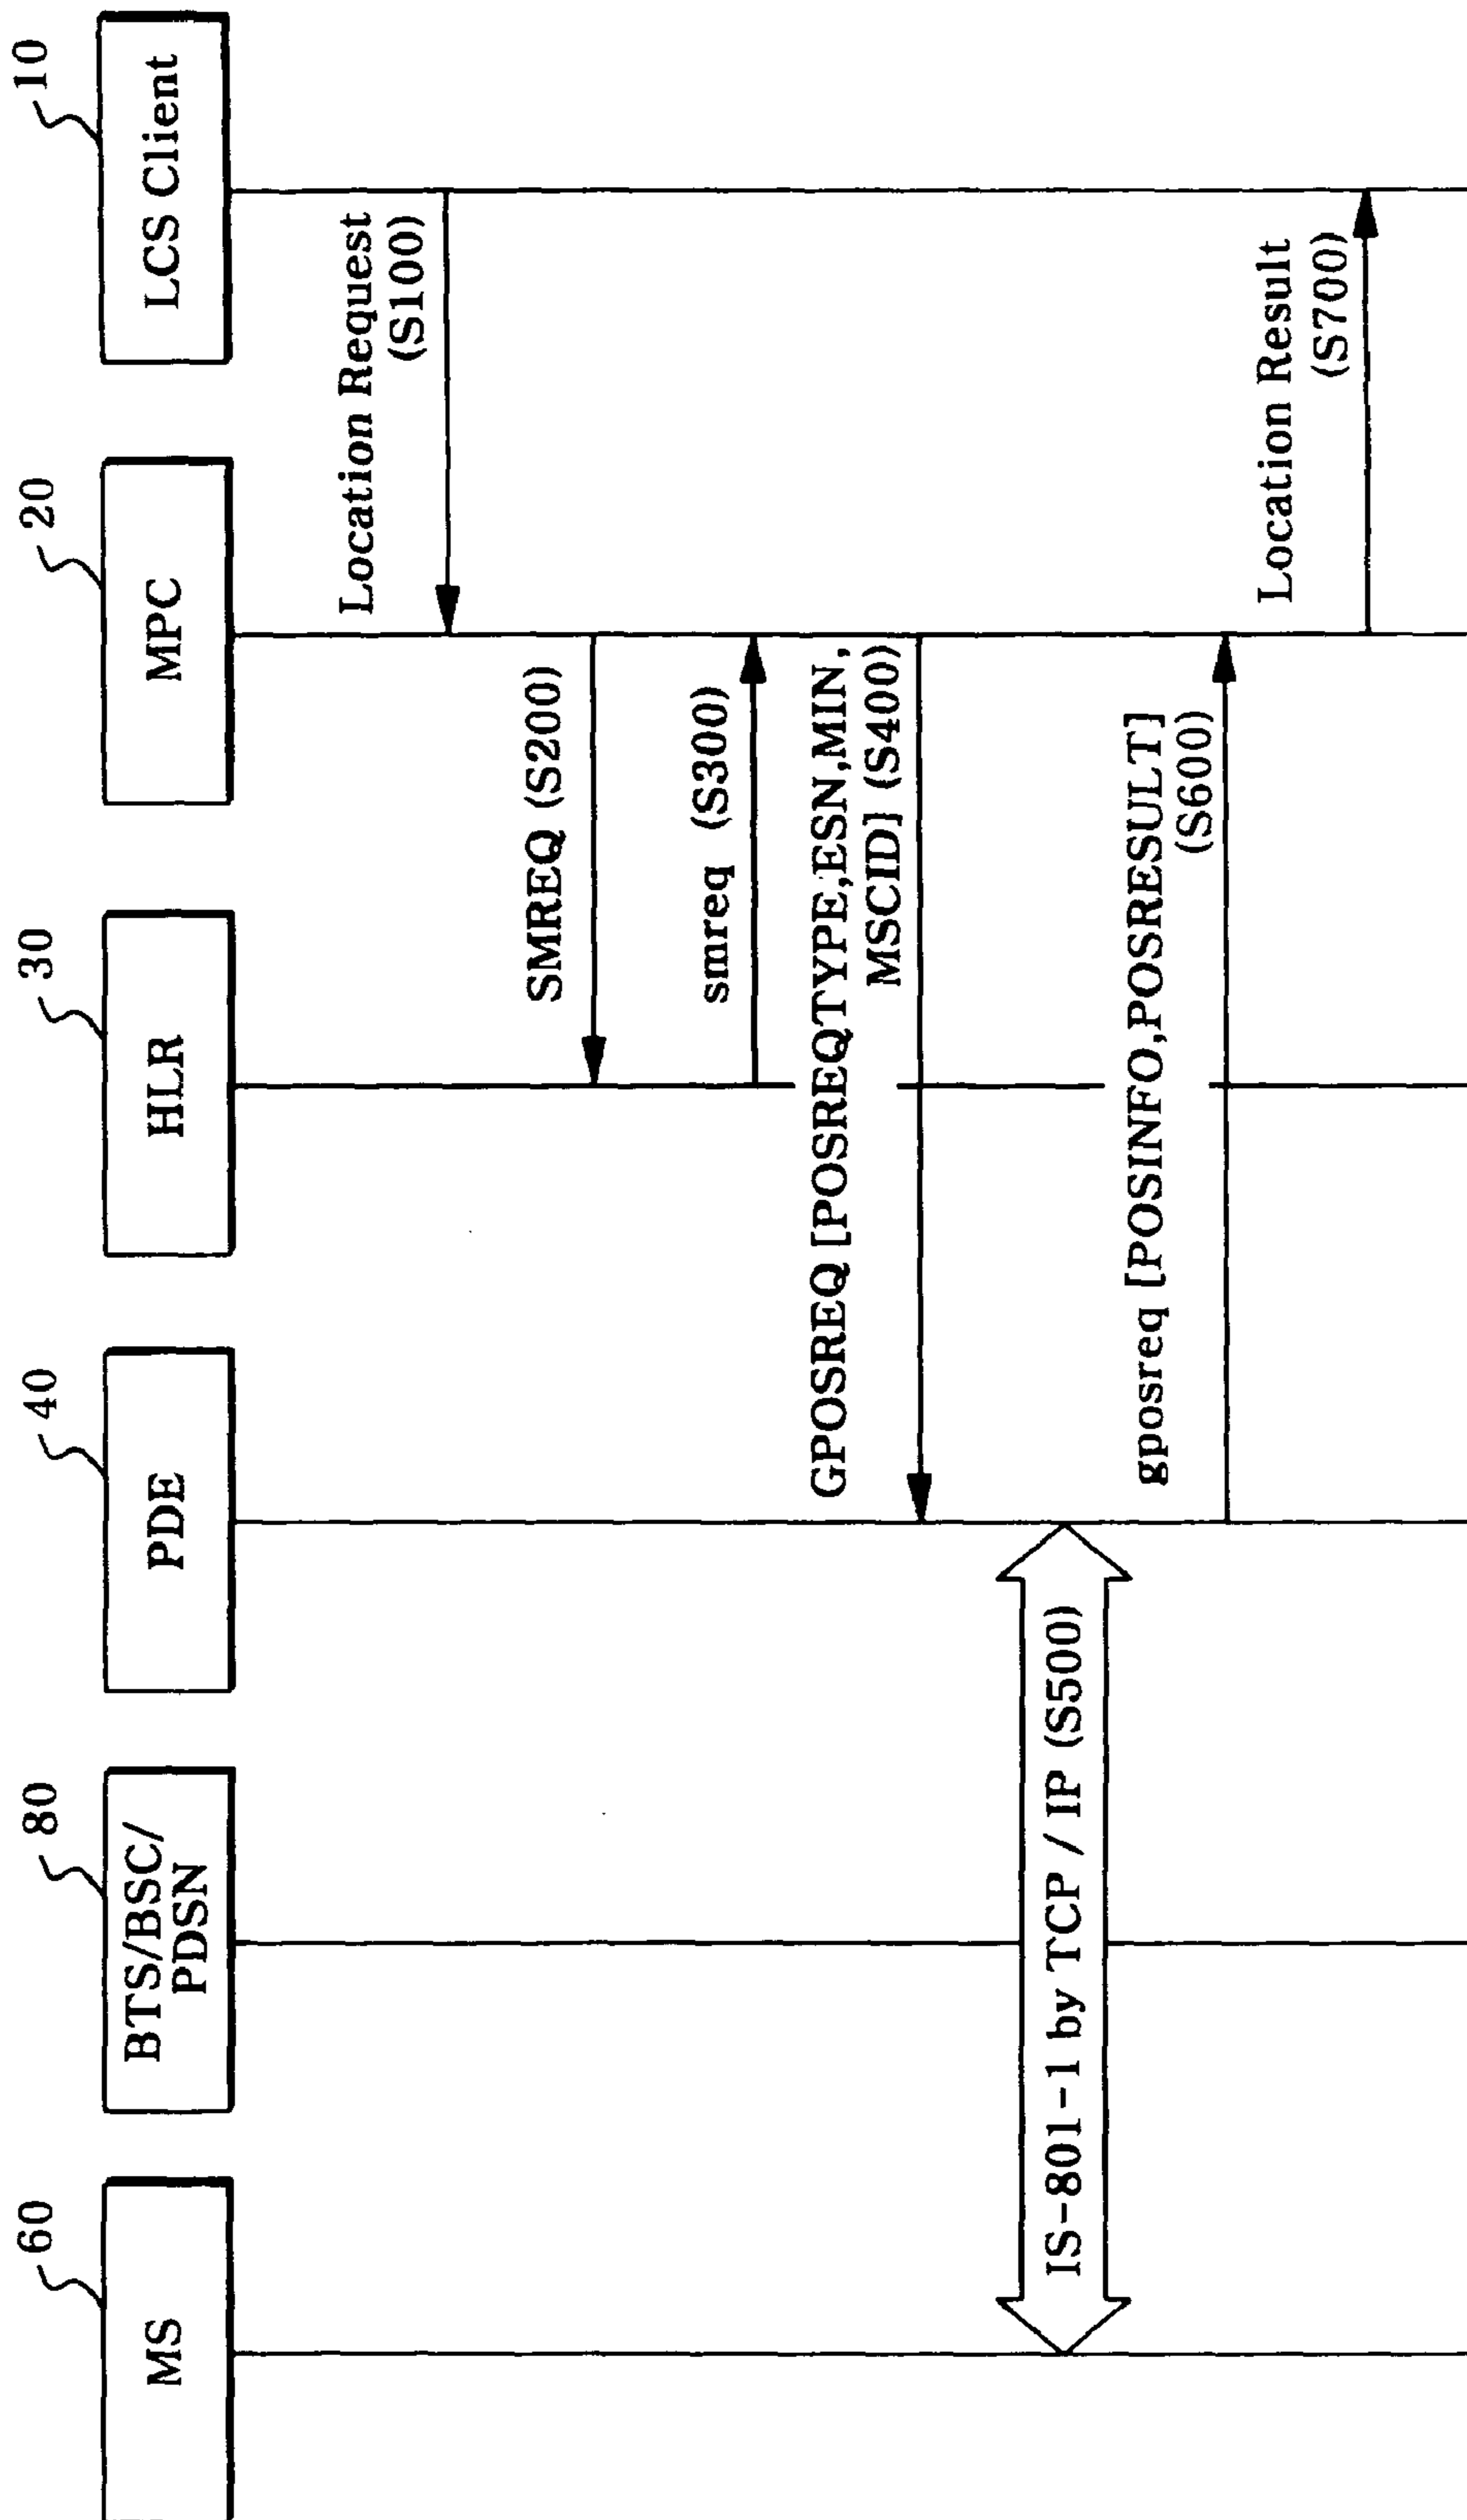 60
80
40
30
20
10
MS
BTS/BSC/
PDSN
PDE
HLR
MPC
LCS Client
Location Request
(S100)
SMREQ (S200)
smreq (S300)
GPOSREQ [POSREQTYPE,ESN,MIN,
MSCID] (S400)
IS-801-1 by TCP / IP (S500)
gposreq [POSINFO,POSRESULT]
(S600)
Location Result
(S700)